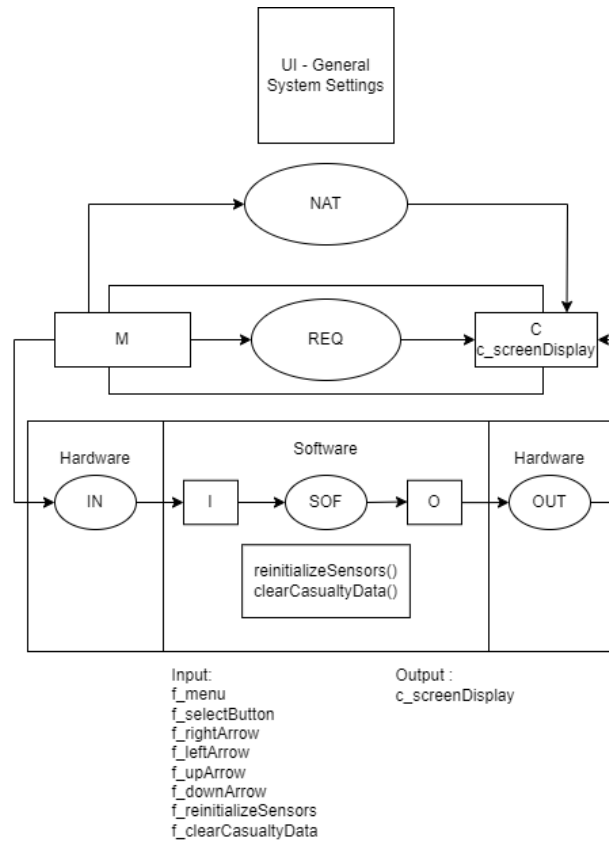 UI - General
System Settings
NAT
M
REQ
C
c_screenDisplay
Hardware
Software
Hardware
IN
I
SOF
O
OUT
reinitializeSensors()
clearCasualtyData()
Input:
f_menu
f_selectButton
f_rightArrow
f_leftArrow
f_upArrow
f_downArrow
f_reinitializeSensors
f_clearCasualtyData
Output :
c_screenDisplay